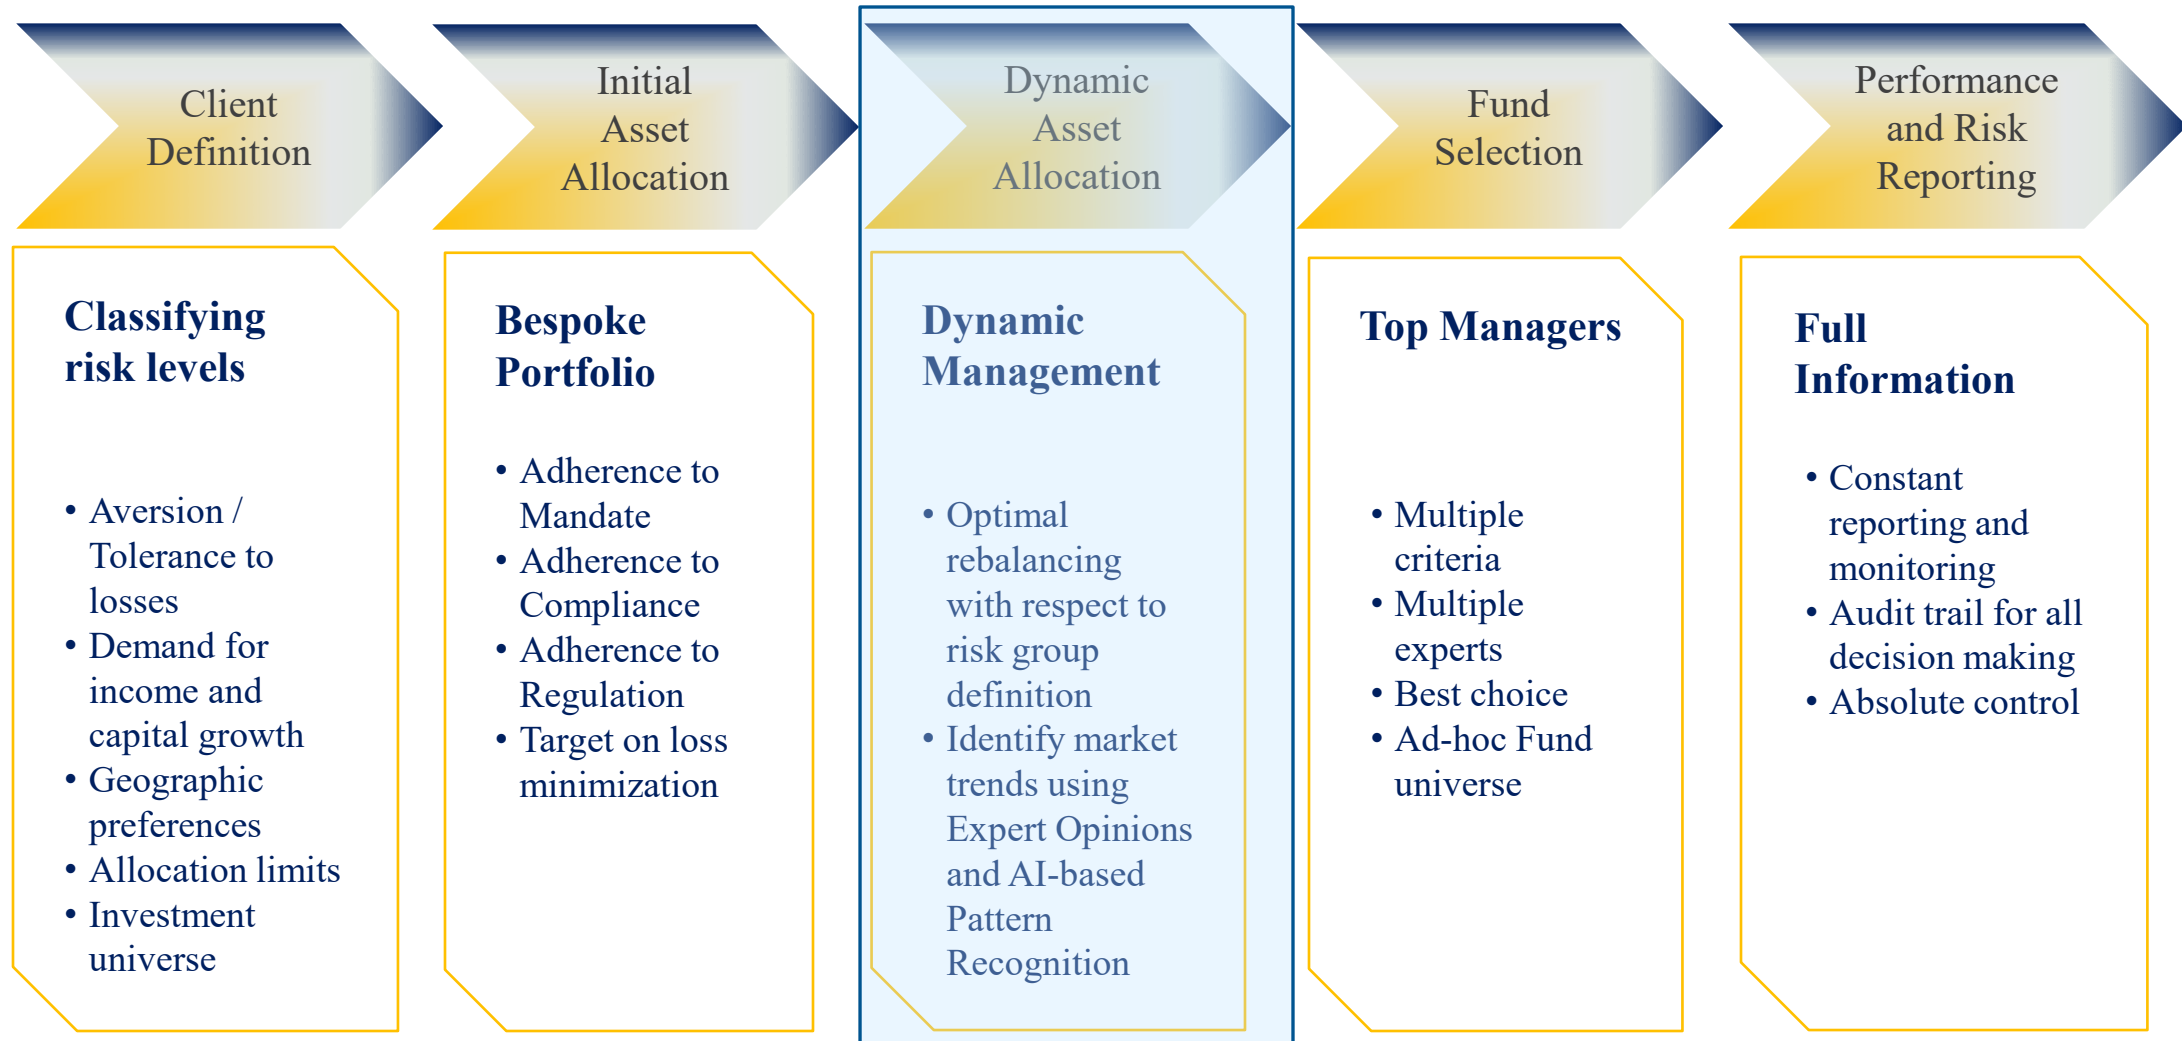 Client
Definition
Initial
Asset
Allocation
Dynamic
Asset
Allocation
Fund
Selection
Performance
and Risk
Reporting
Classifying
risk levels
• Aversion /
Tolerance to
losses
• Demand for
income and
capital growth
• Geographic
preferences
• Allocation limits
• Investment
universe
Bespoke
Portfolio
• Adherence to
Mandate
• Adherence to
Compliance
• Adherence to
Regulation
• Target on loss
minimization
Dynamic
Management
• Optimal
rebalancing
with respect to
risk group
definition
• Identify market
trends using
Expert Opinions
and AI-based
Pattern
Recognition
Top Managers
• Multiple
criteria
• Multiple
experts
• Best choice
• Ad-hoc Fund
universe
Full
Information
• Constant
reporting and
monitoring
• Audit trail for all
decision making
• Absolute control